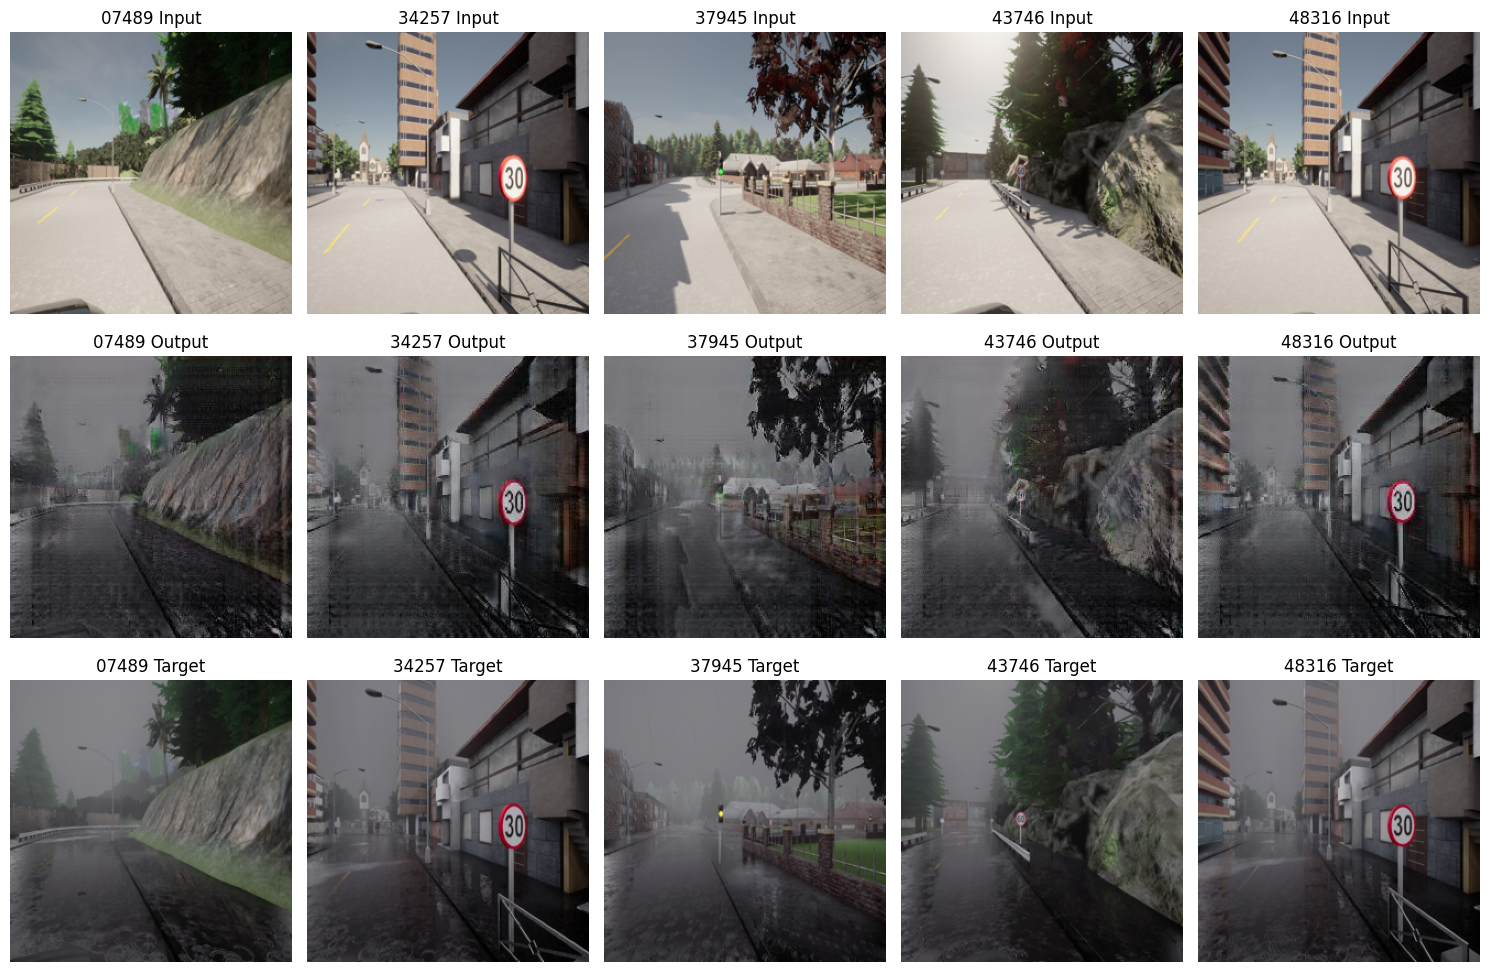 07489 Input
34257 Input
37945 Input
43746 Input
48316 Input
30
30
07489 Output
34257 Output
37945 Output
43746 Output
48316 Output
30
30
07489 Target
34257 Target
37945 Target
43746 Target
48316 Target
30
30